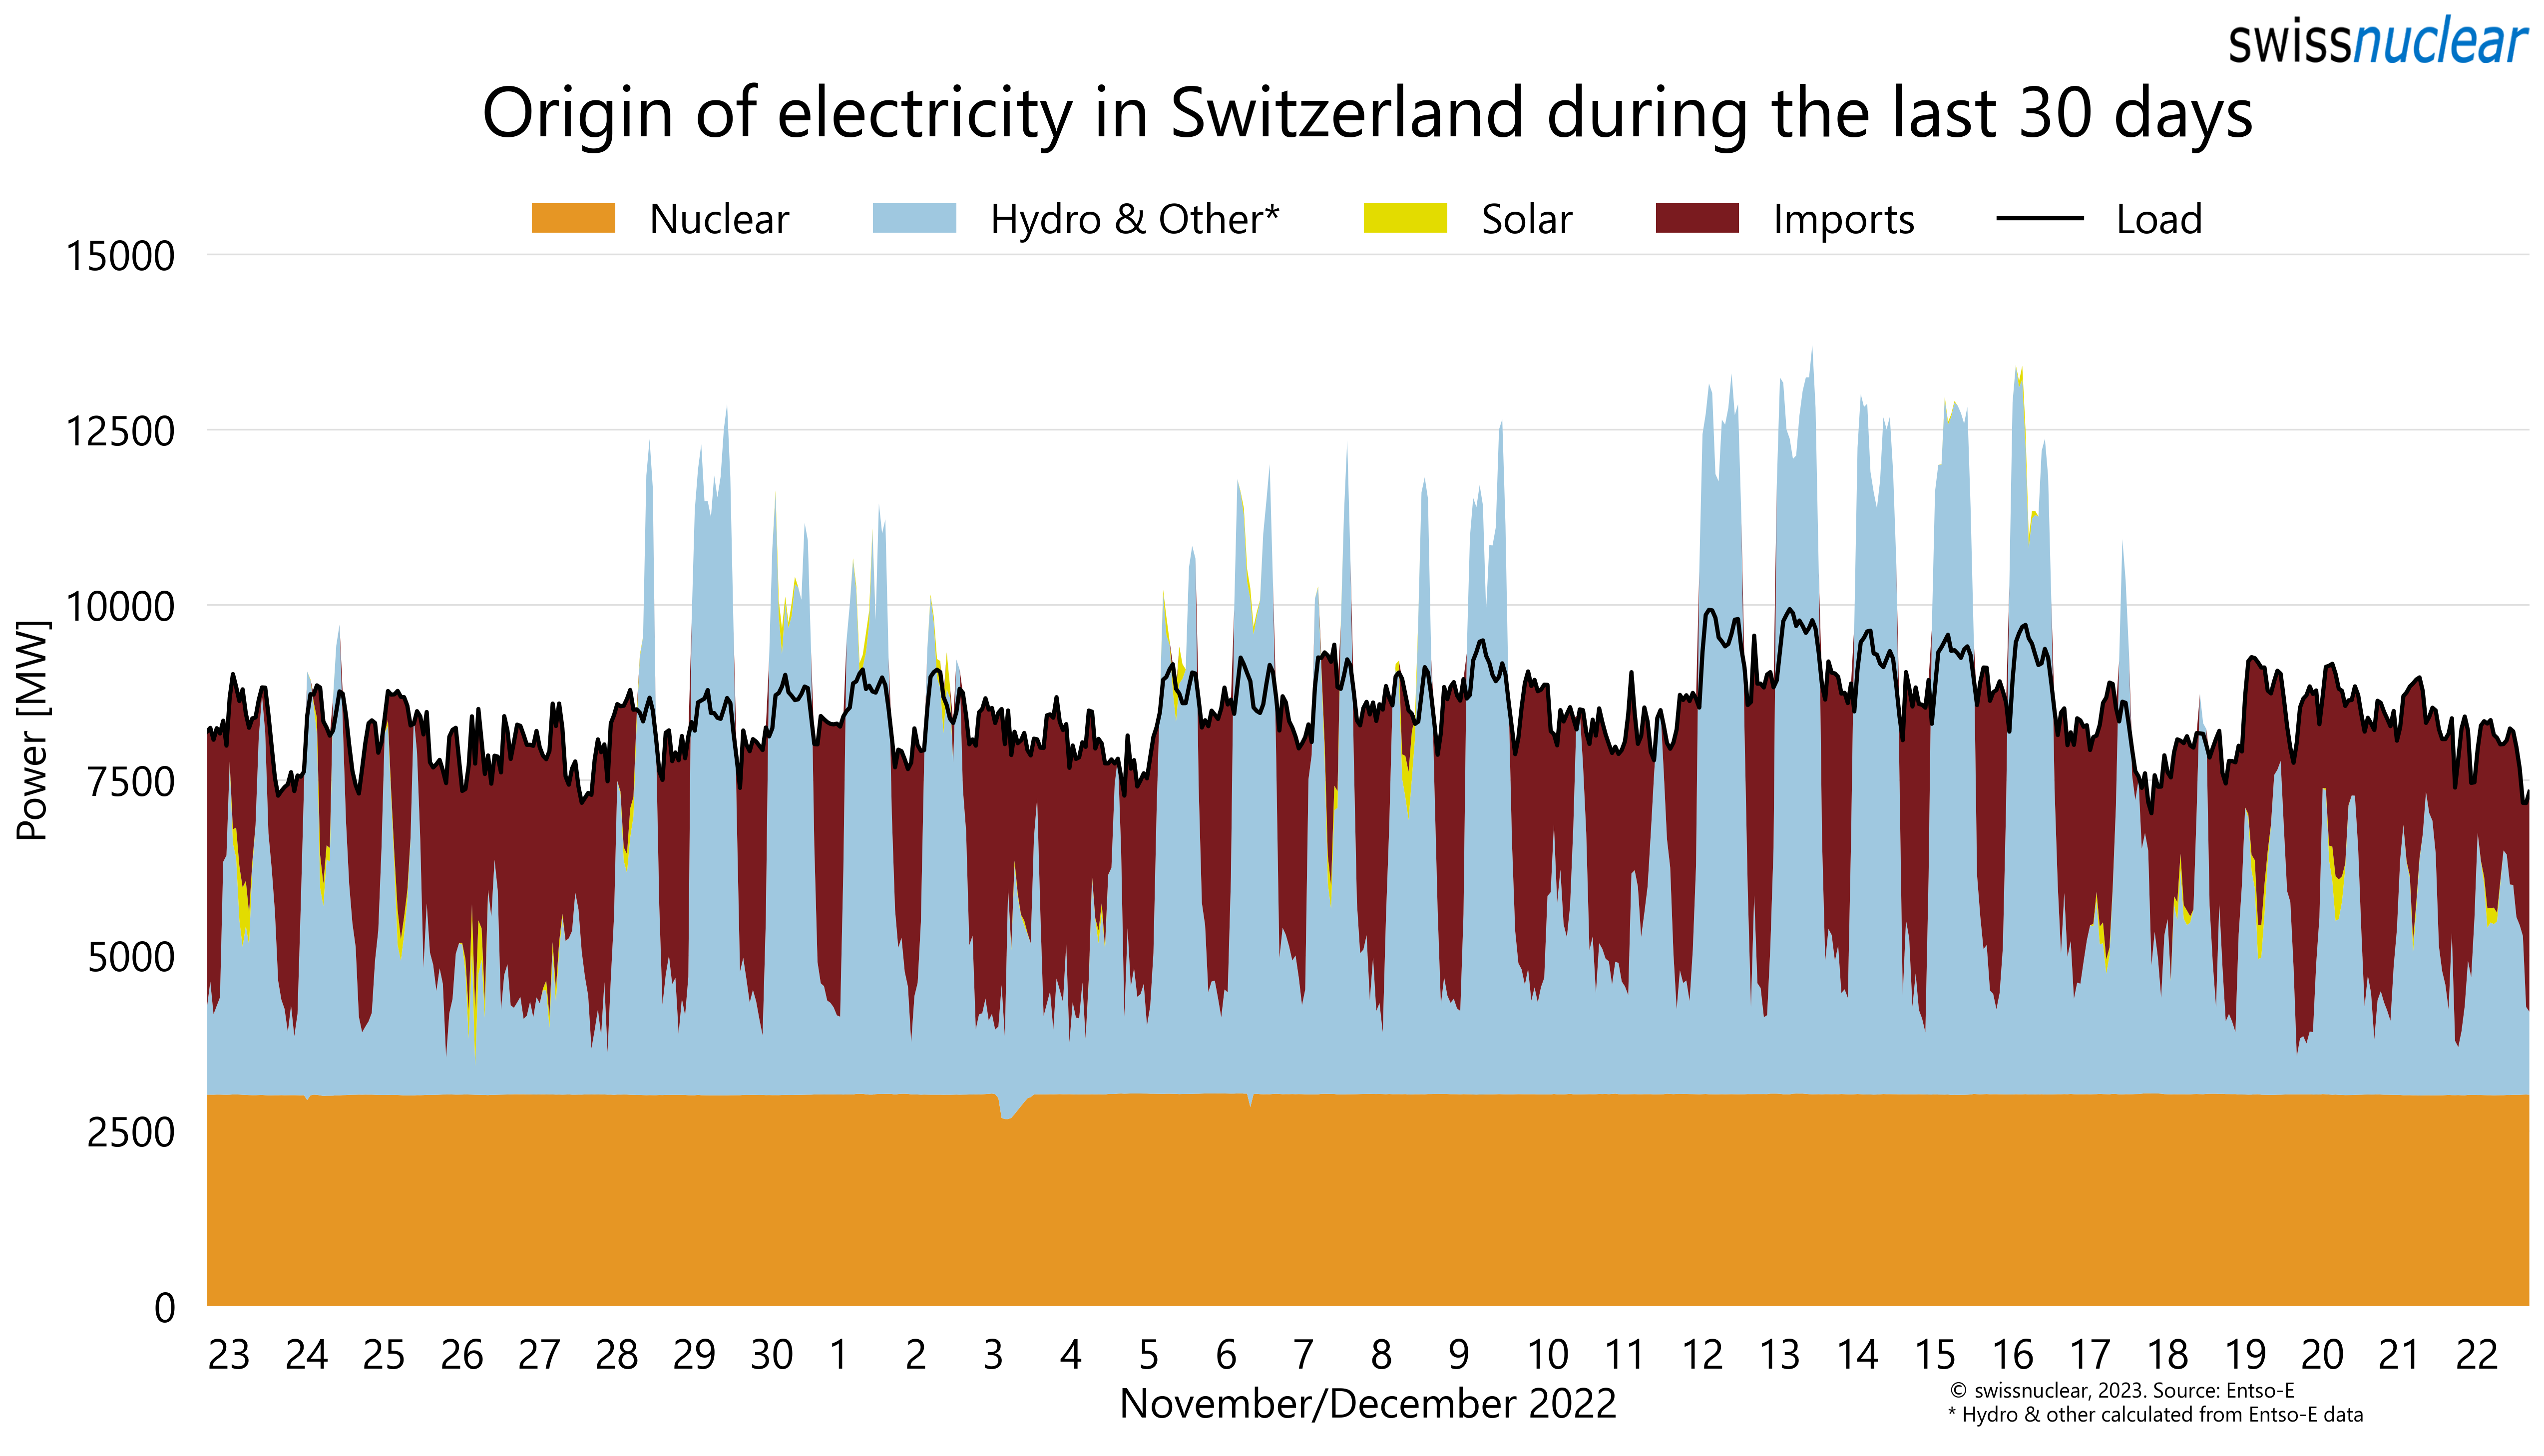 swissnuclear
Origin of electricity in Switzerland during the last 30 days
Nuclear Hydro & Other* Solar Imports Load
15000
12500
10000
7500
5000
2500
0
Power [MW]
23 24 25 26 27 28 29 30 1 2 3 4 5 6 7 8 9 10 11 12 13 14 15 16 17 18 19 20 21 22
November/December 2022
© swissnuclear, 2023. Source: Entso-E
* Hydro & other calculated from Entso-E data